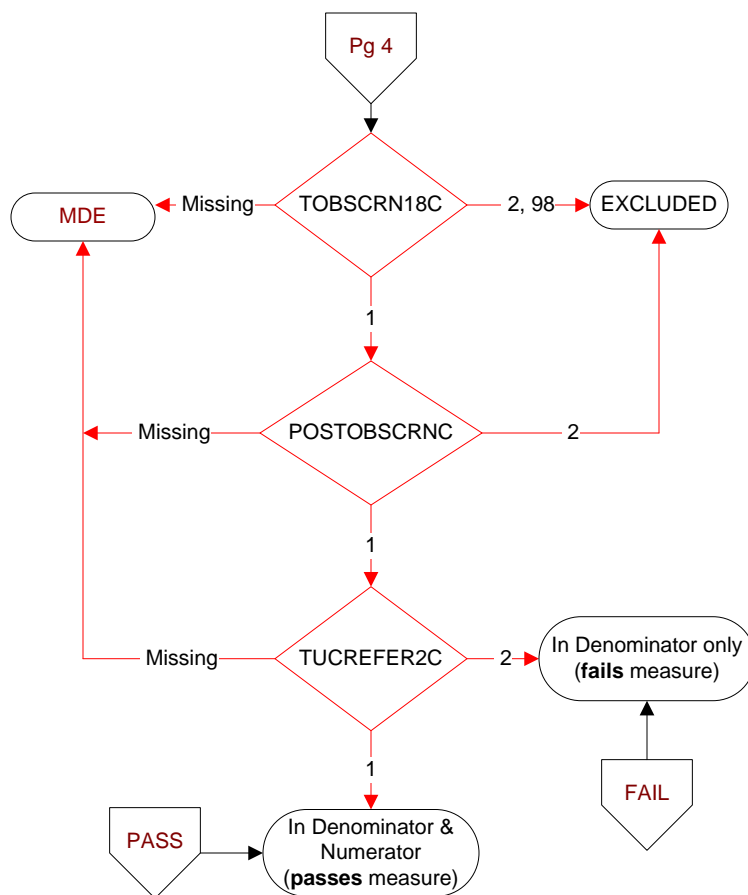 Pg 4
MDE
Missing
TOBSCRN18C
2, 98
EXCLUDED
1
Missing
POSTOBSCRNC
2
1
Missing
TUCREFER2C
2
In Denominator only
(fails measure)
1
FAIL
PASS
In Denominator &
Numerator
(passes measure)